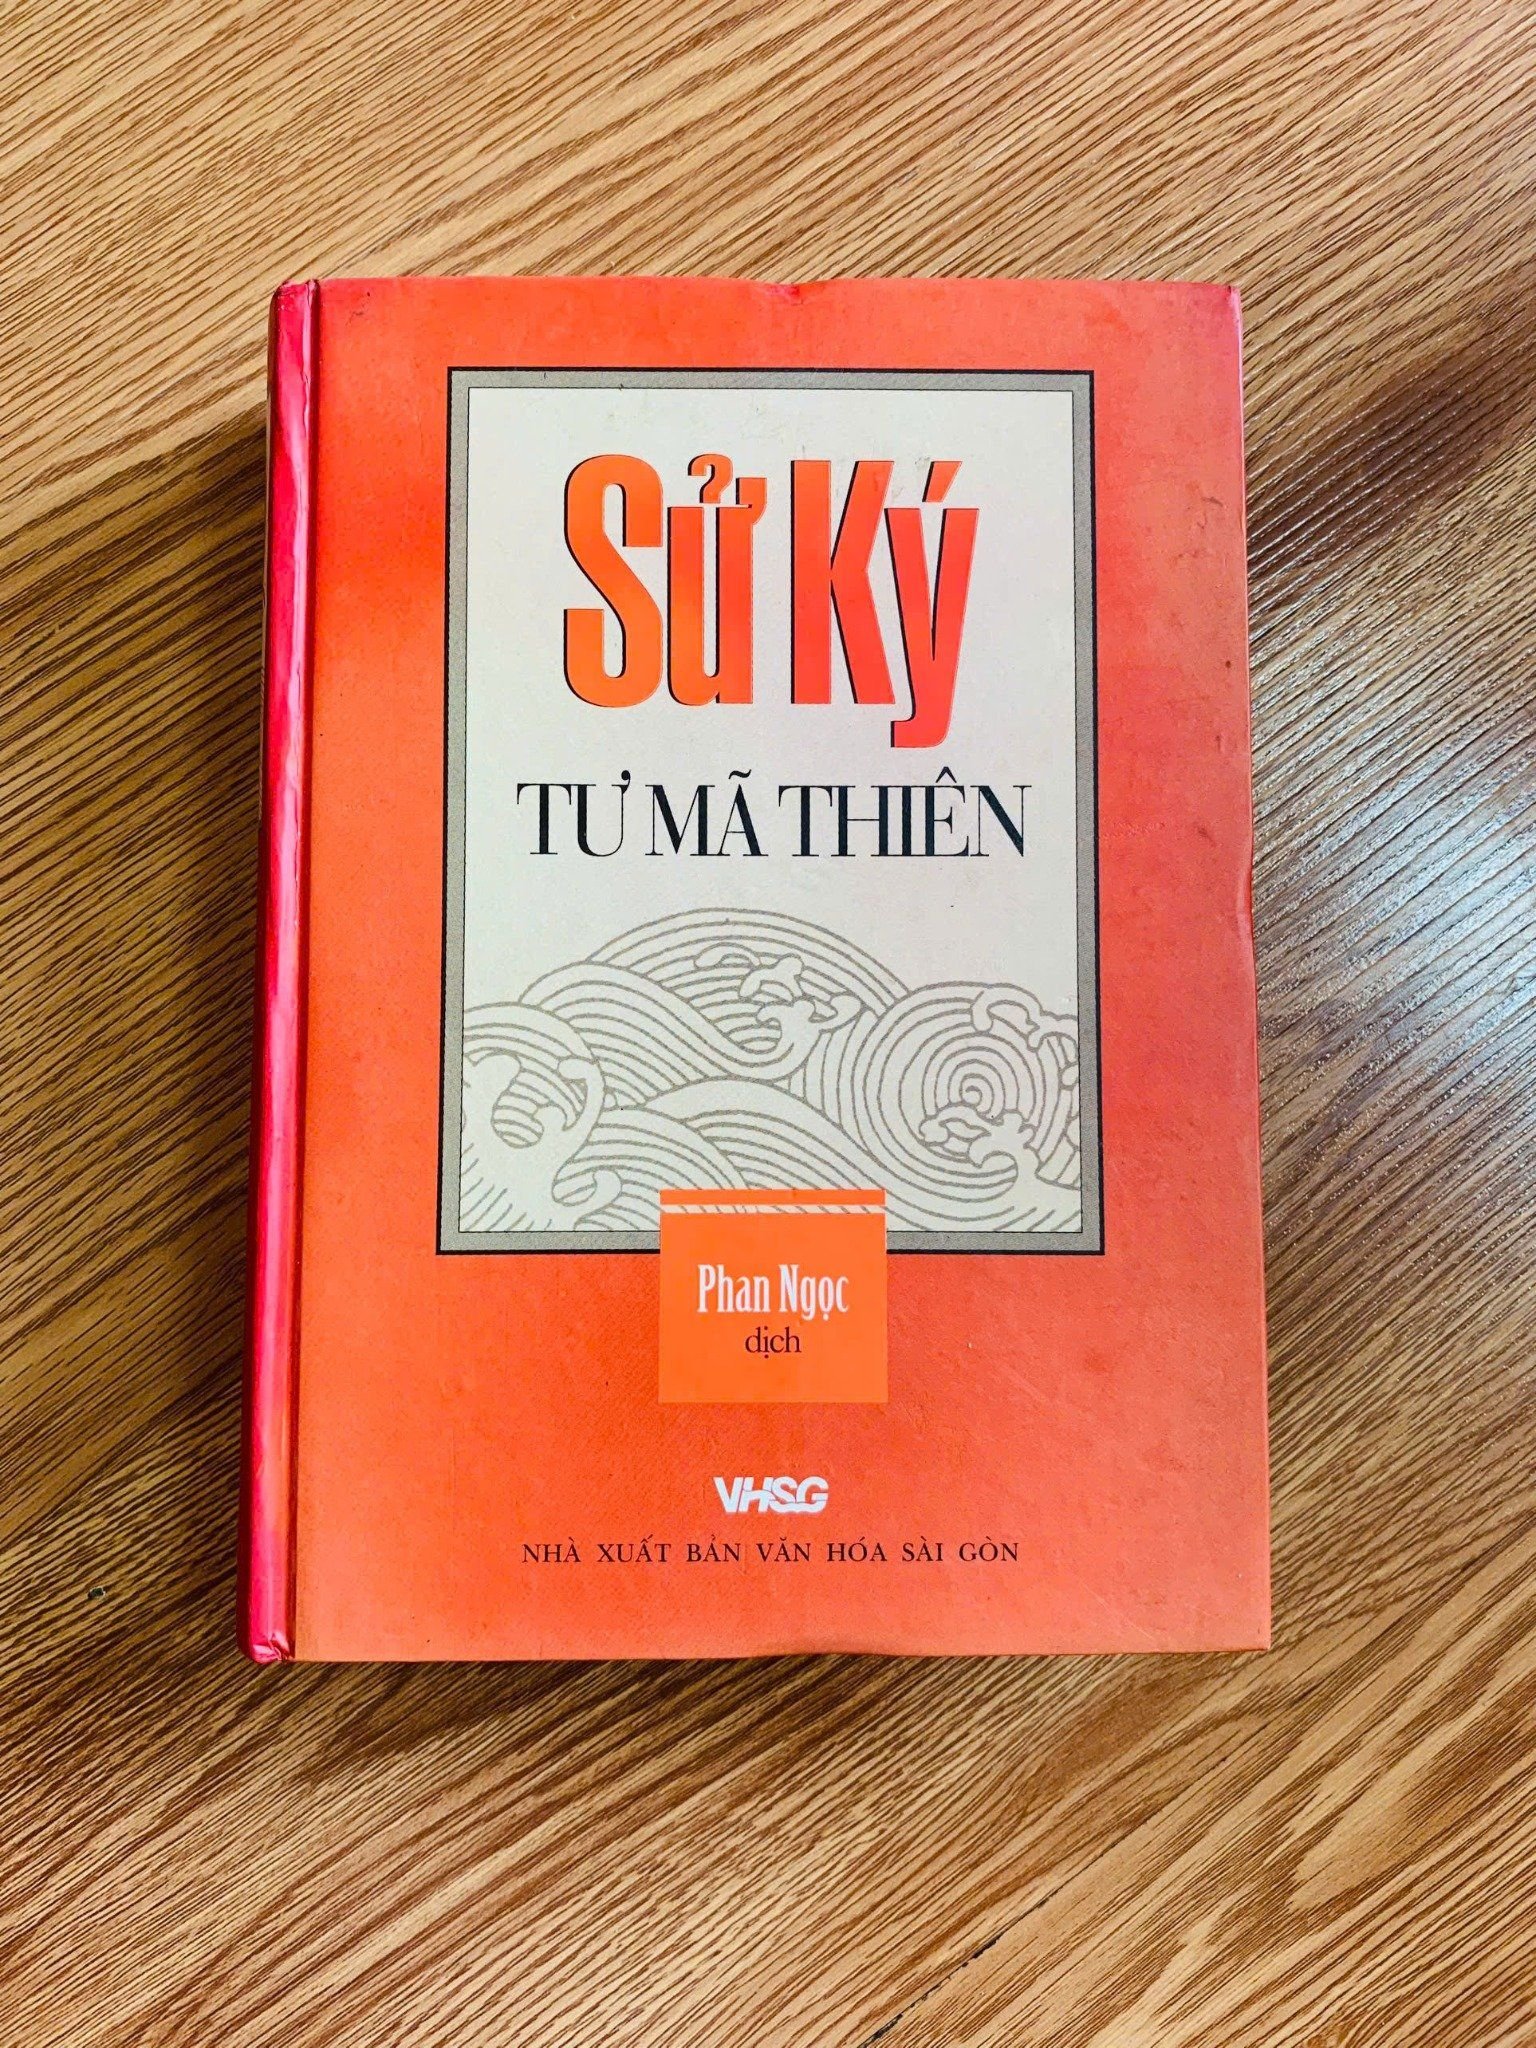 Sử Ký
TƯ MÃ THIÊN
Phan Ngọc
dịch
VHSG
NHÀ XUẤT BẢN VĂN HÓA SÀI GÒN